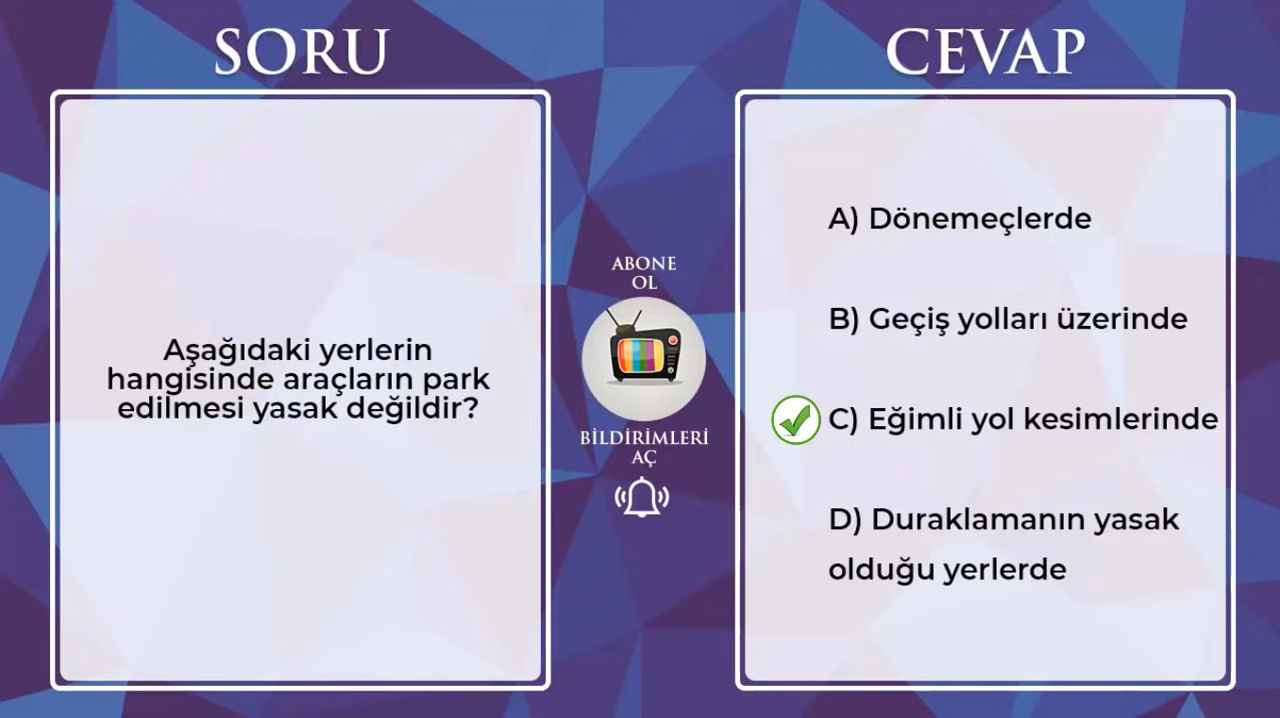 SORU
Aşağıdaki yerlerin
hangisinde araçların park
edilmesi yasak değildir?
ABONE
OL
BİLDİRİMLERİ
AÇ
CEVAP
A) Dönemeçlerde
B) Geçiş yolları üzerinde
C) Eğimli yol kesimlerinde
D) Duraklamanın yasak
olduğu yerlerde